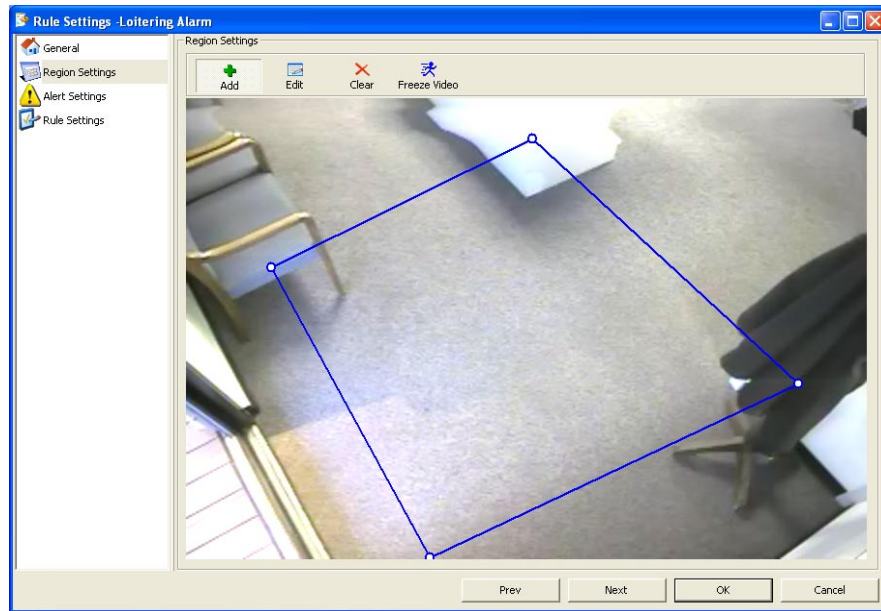 Rule Settings -Loitering Alarm
General
Region Settings
Alert Settings
Rule Settings
Region Settings
Add
Edit
Clear
Freeze Video
Prev
Next
OK
Cancel